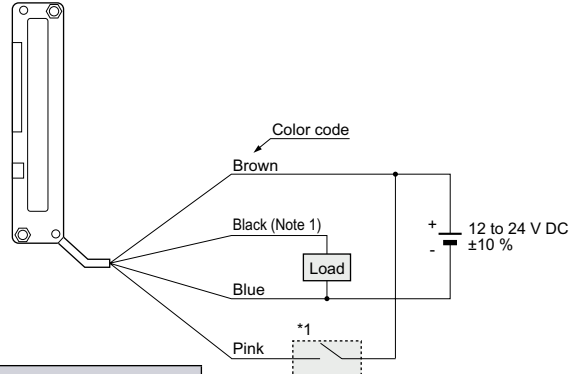 Color code
Brown
Black (Note 1)
+
12 to 24 V DC
±10 %
-
Load
Blue
*1
Pink